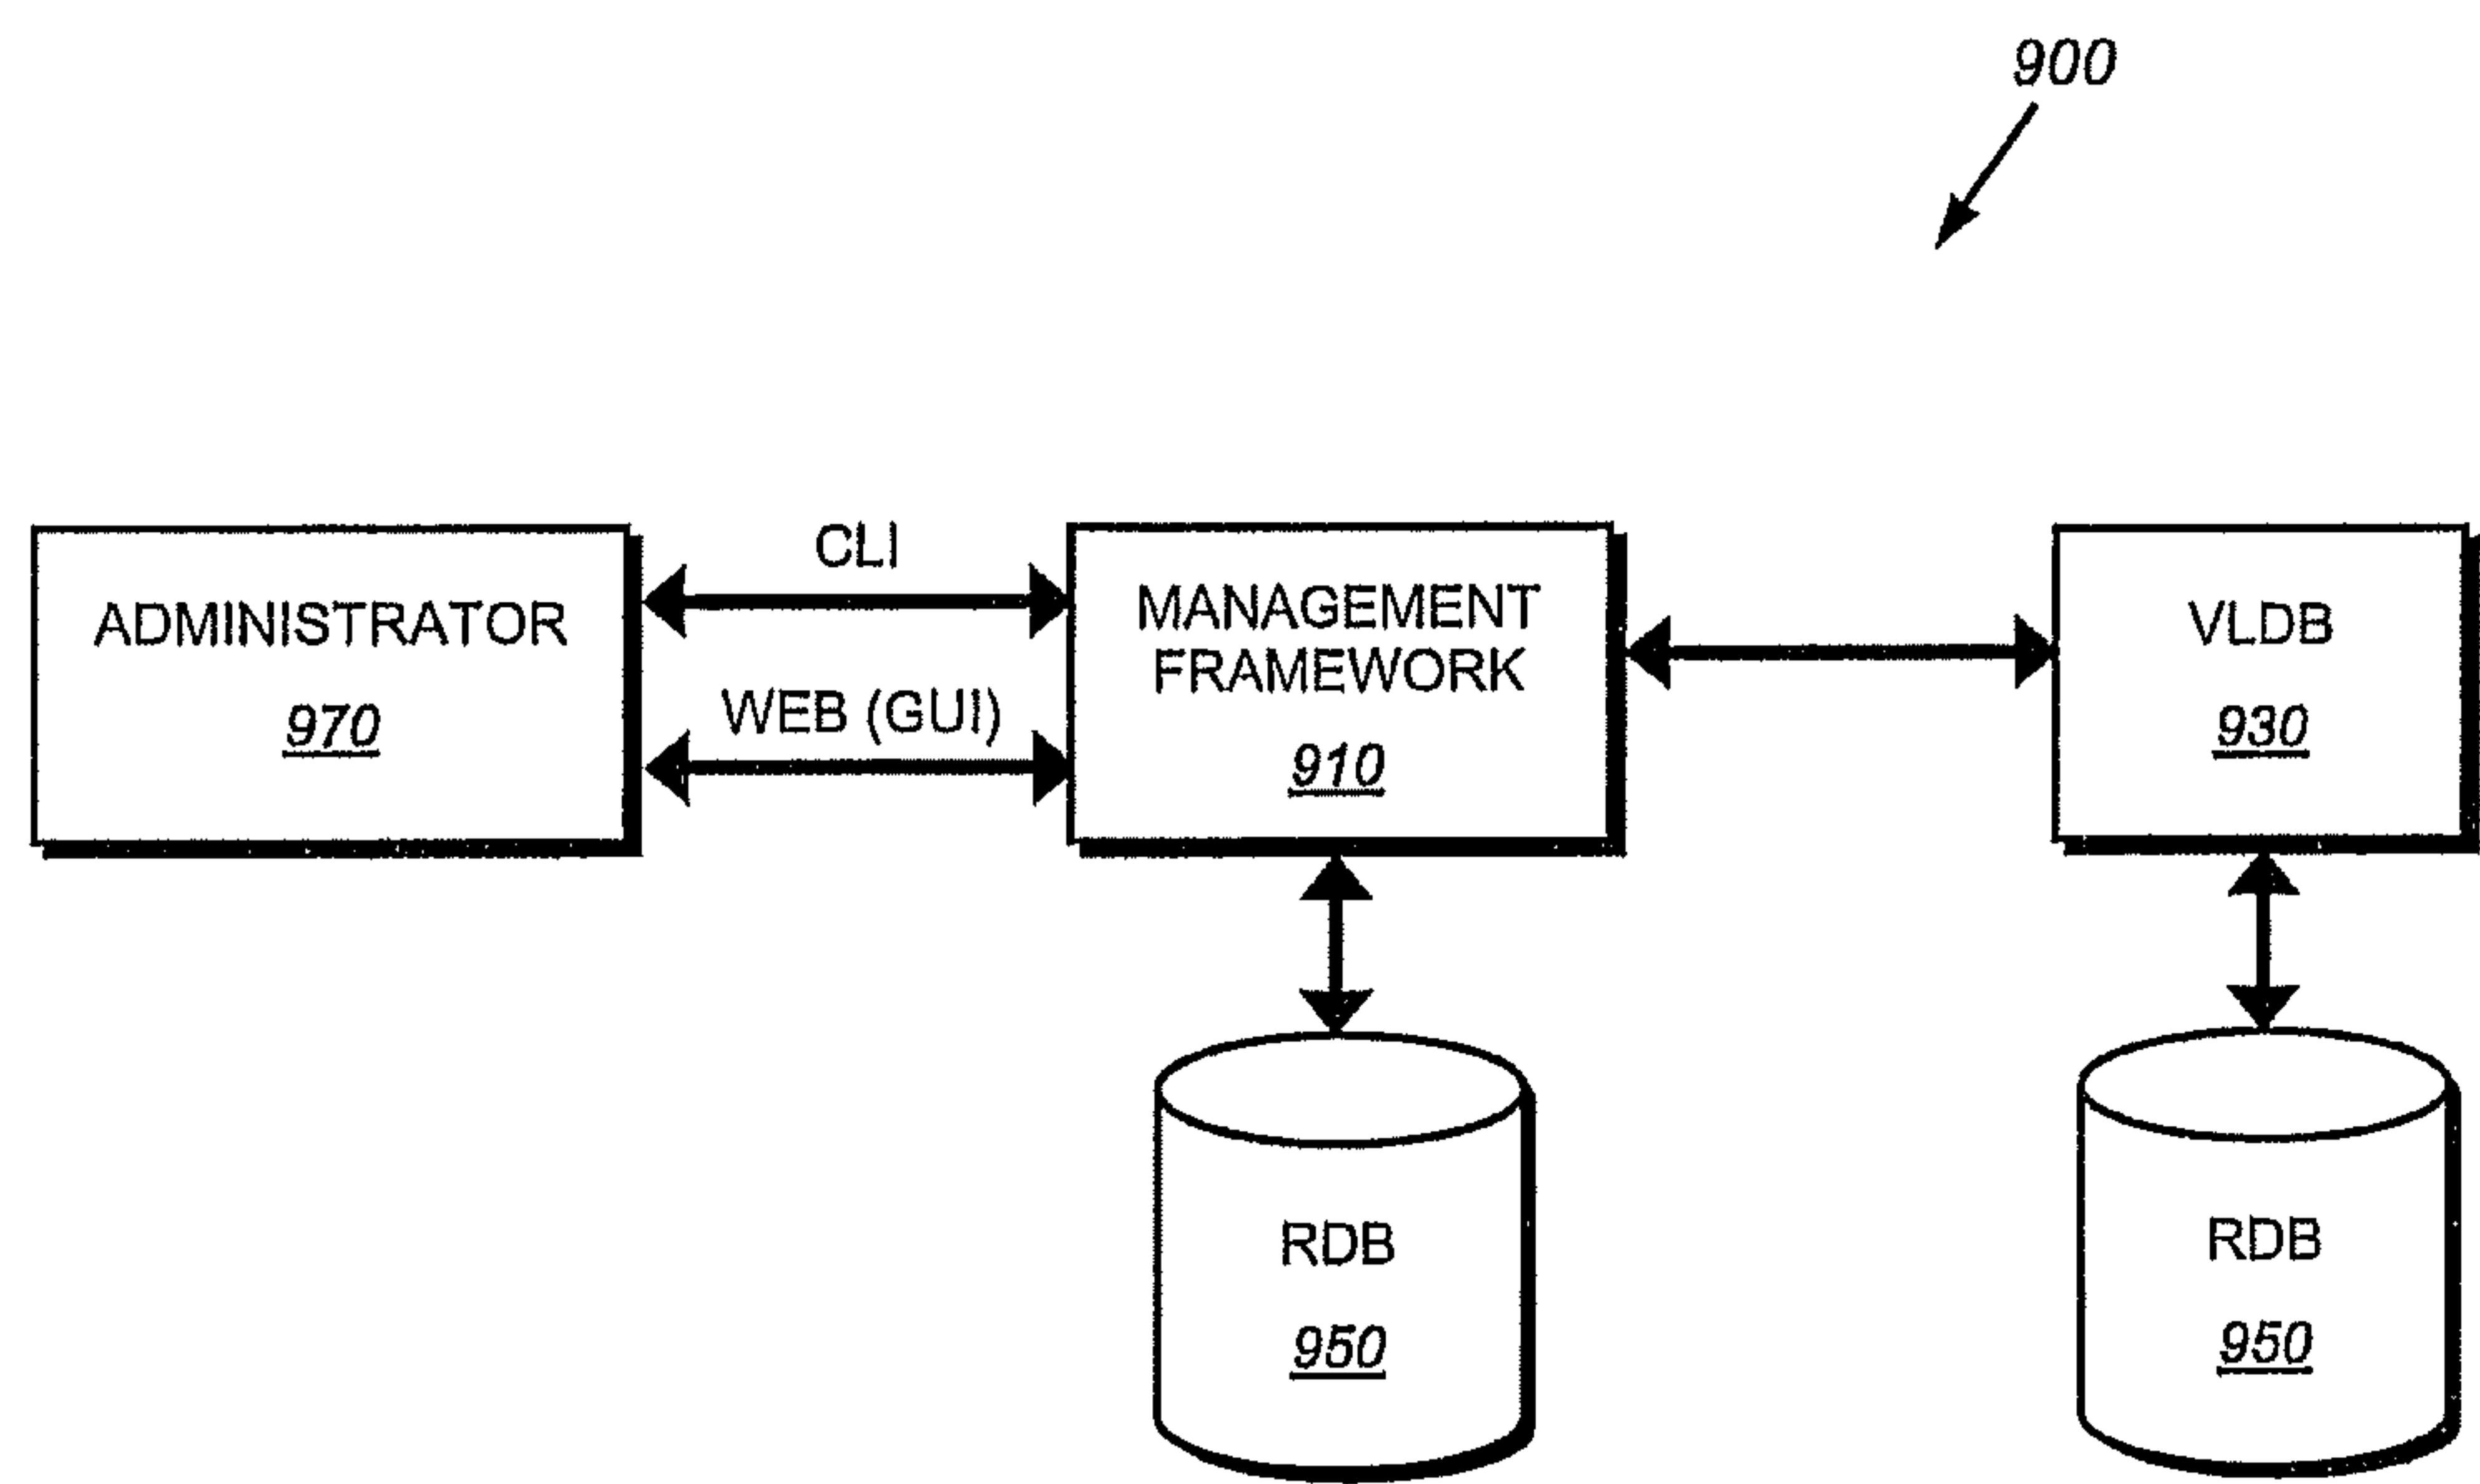 900
CLI
ADMINISTRATOR
970
WEB (GUI)
MANAGEMENT
FRAMEWORK
910
VLDB
930
RDB
950
RDB
950